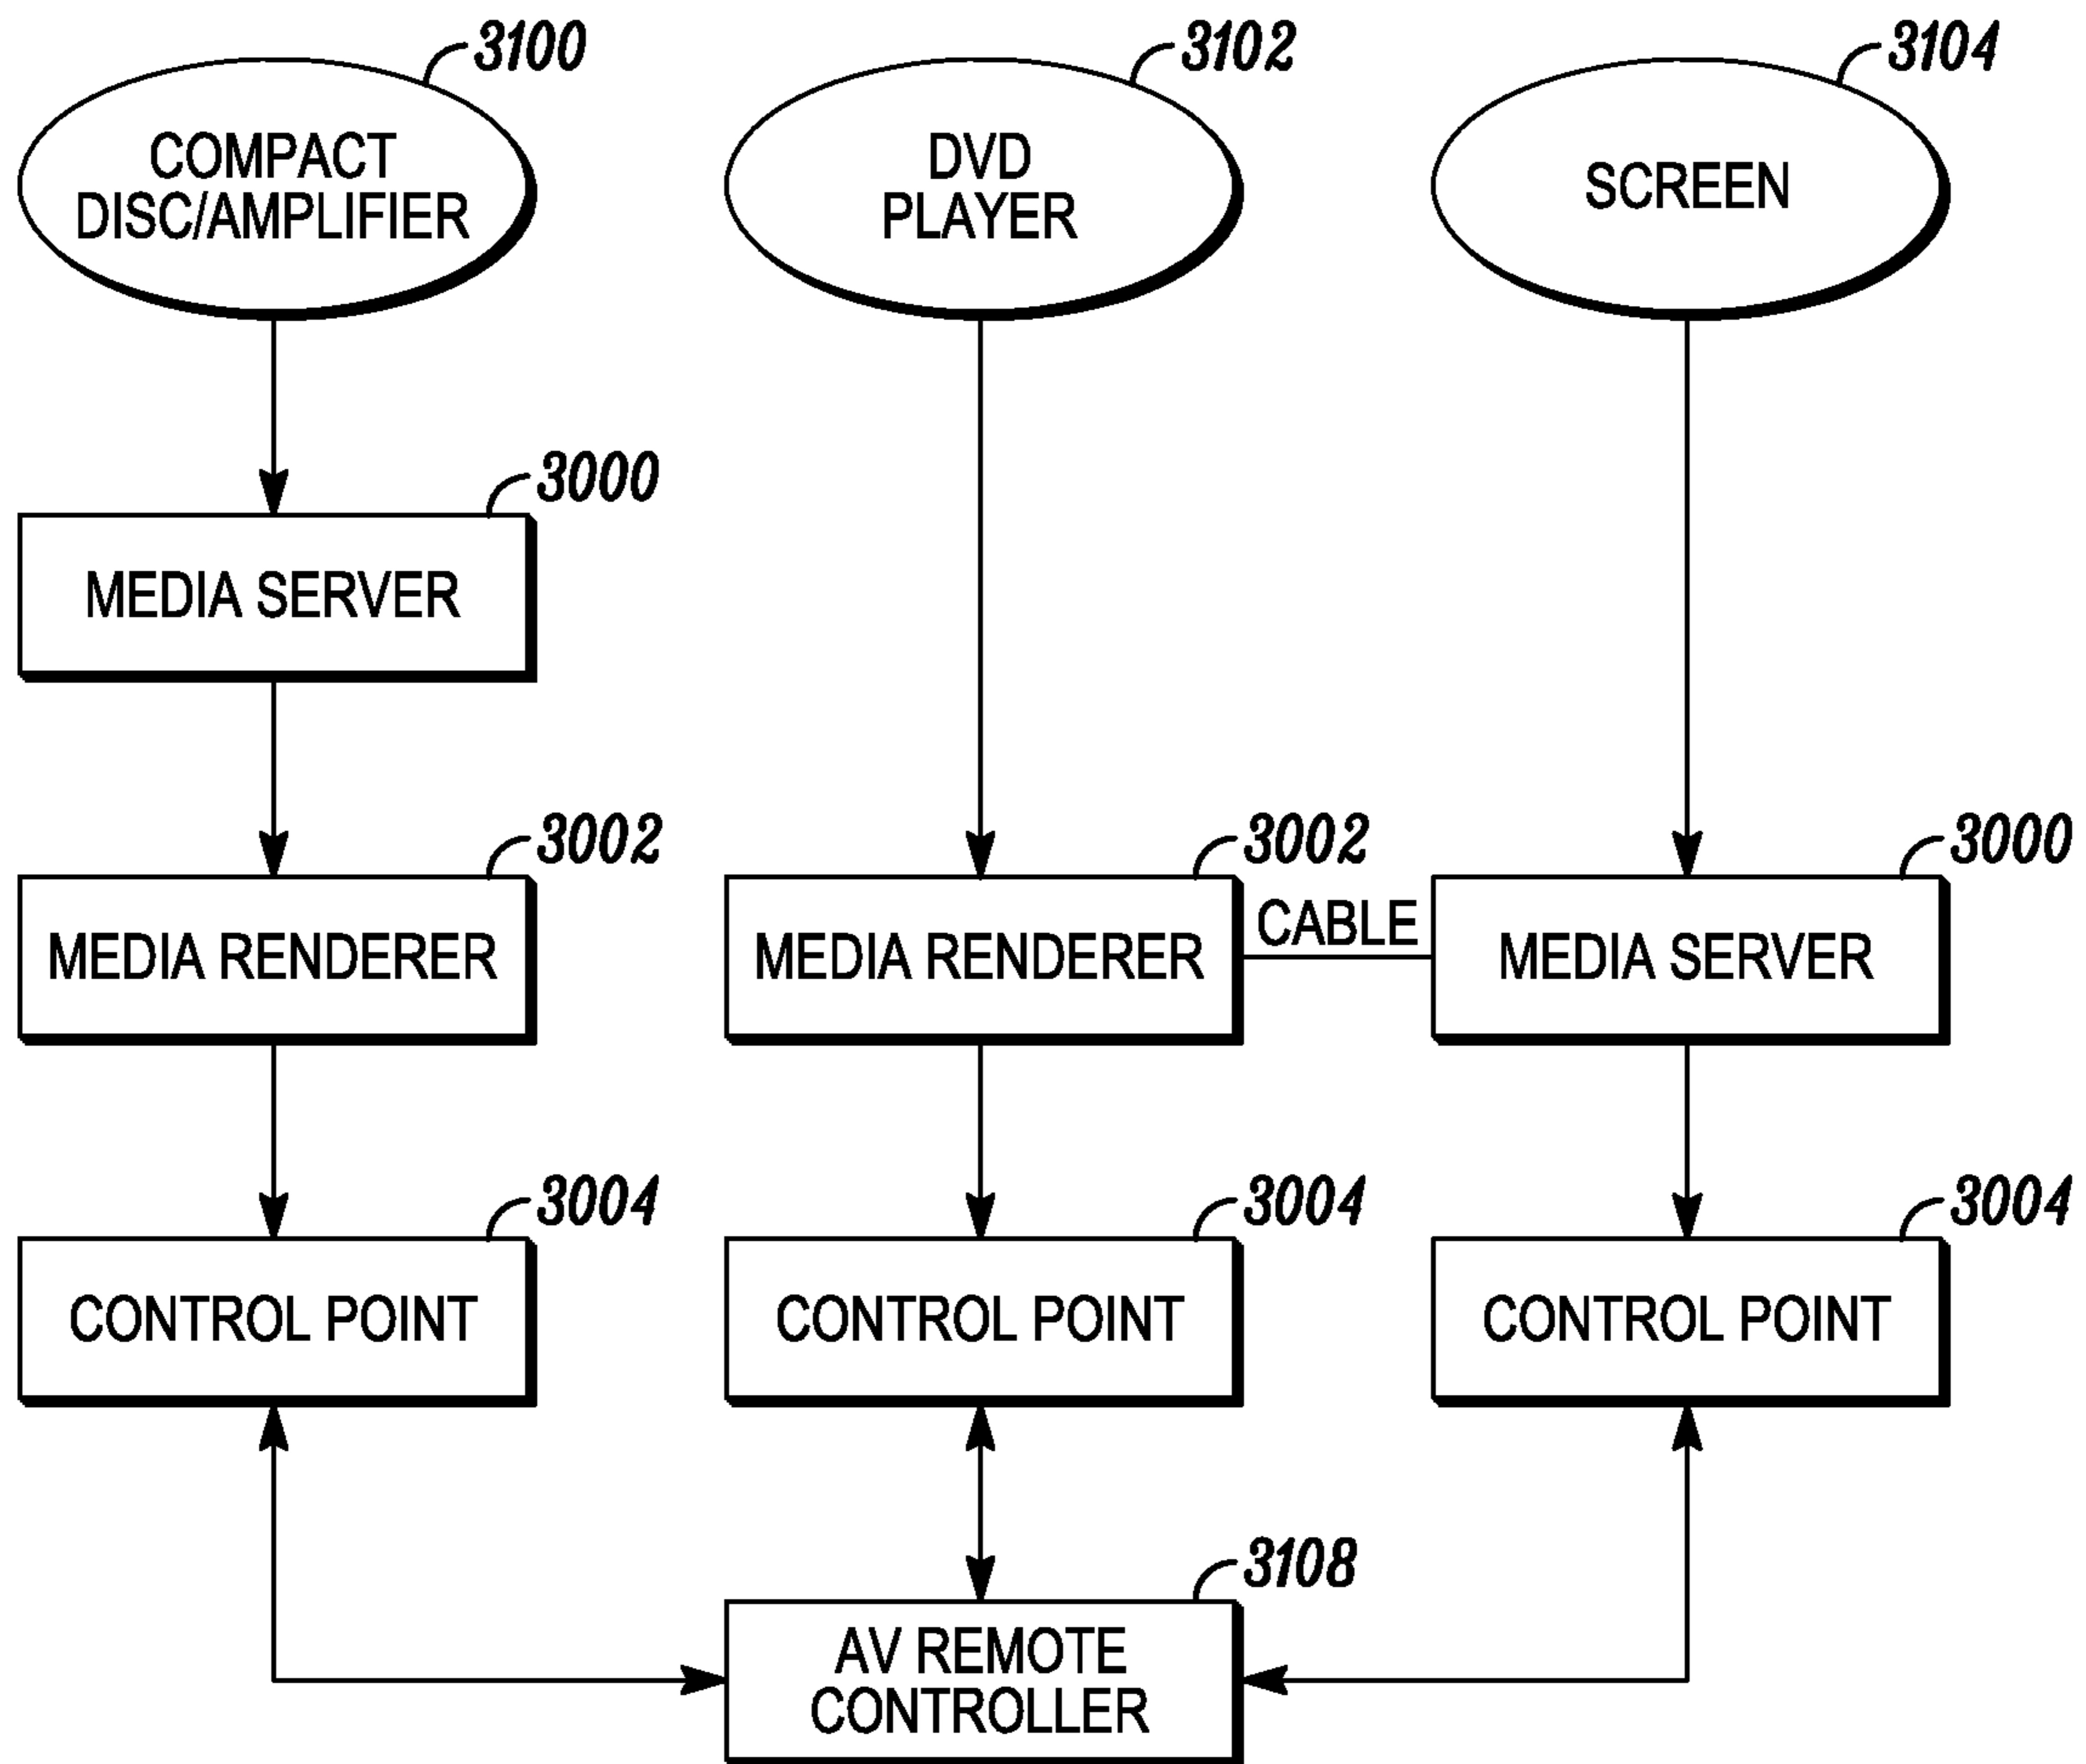 3100
3102
3104
COMPACT
DISC/AMPLIFIER
DVD
PLAYER
SCREEN
3000
MEDIA SERVER
3002
3002
3000
MEDIA RENDERER
MEDIA RENDERER
CABLE
MEDIA SERVER
3004
3004
3004
CONTROL POINT
CONTROL POINT
CONTROL POINT
3108
AV REMOTE
CONTROLLER